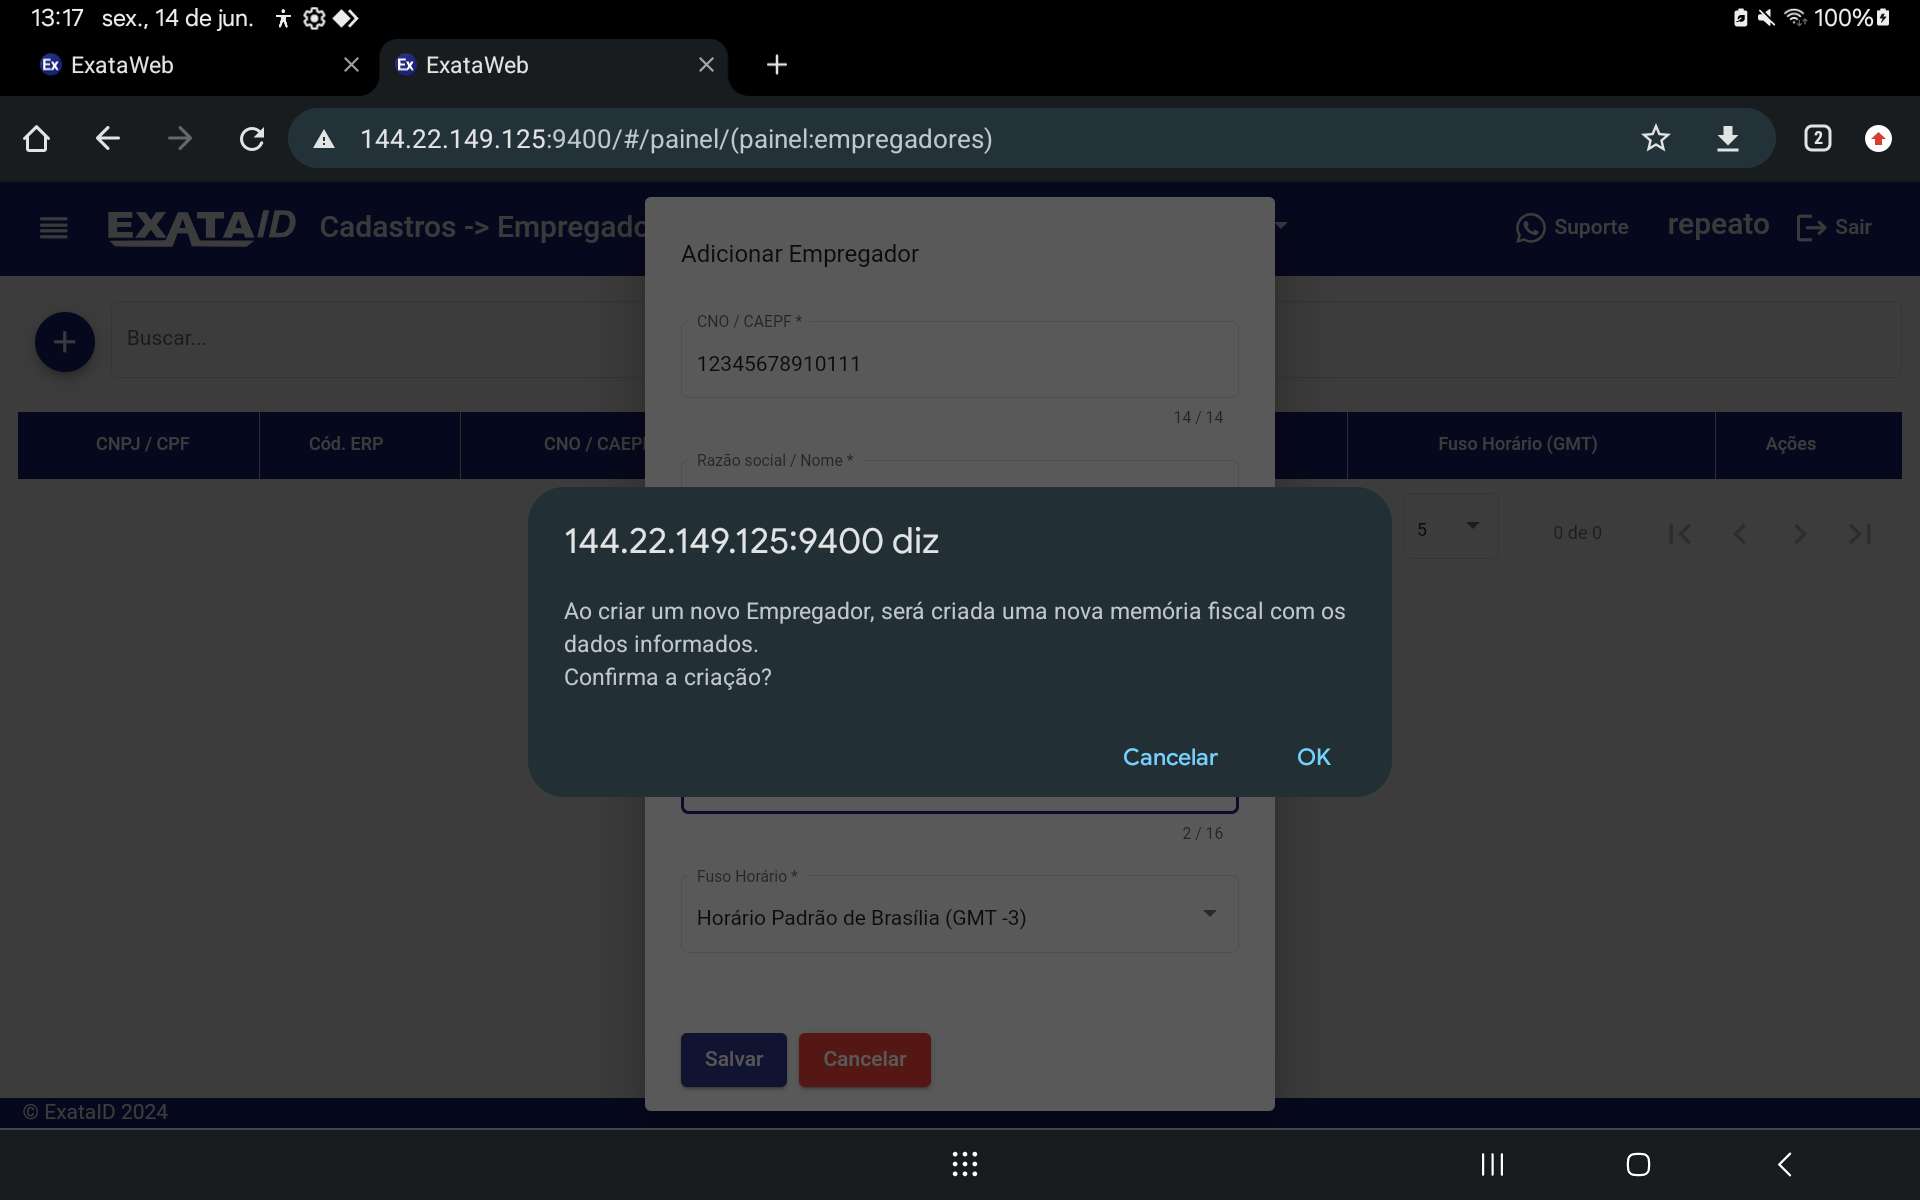 13:17 sex., 14 de jun. 100%
Ex ExataWeb
Ex ExataWeb
144.22.149.125:9400/#/painel/(painel:empregadores) 2
EXATAID Cadastros -> Empregado Suporte repeato Sair
Adicionar Empregador
CNO / CAEPF *
Buscar...
12345678910111
14 / 14
CNPJ / CPF Cód. ERP CNO / CAEP Fuso Horário (GMT) Ações
Razão social / Nome *
5 0 de 0
144.22.149.125:9400 diz
Ao criar um novo Empregador, será criada uma nova memória fiscal com os
dados informados.
Confirma a criação?
Cancelar OK
2 / 16
Fuso Horário *
Horário Padrão de Brasília (GMT -3)
Salvar Cancelar
© ExataID 2024